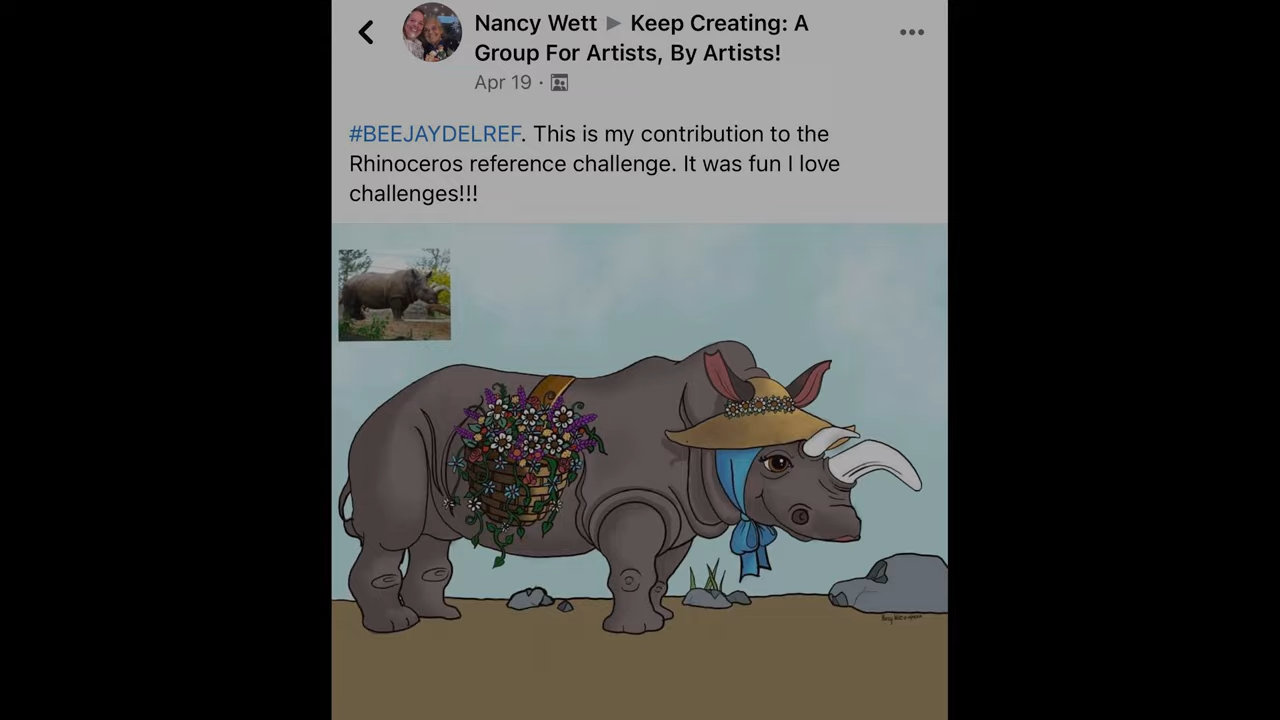 Nancy Wett ▶ Keep Creating: A
Group For Artists, By Artists!
Apr 19 ·
#BEEJAYDELREF. This is my contribution to the
Rhinoceros reference challenge. It was fun I love
challenges!!!